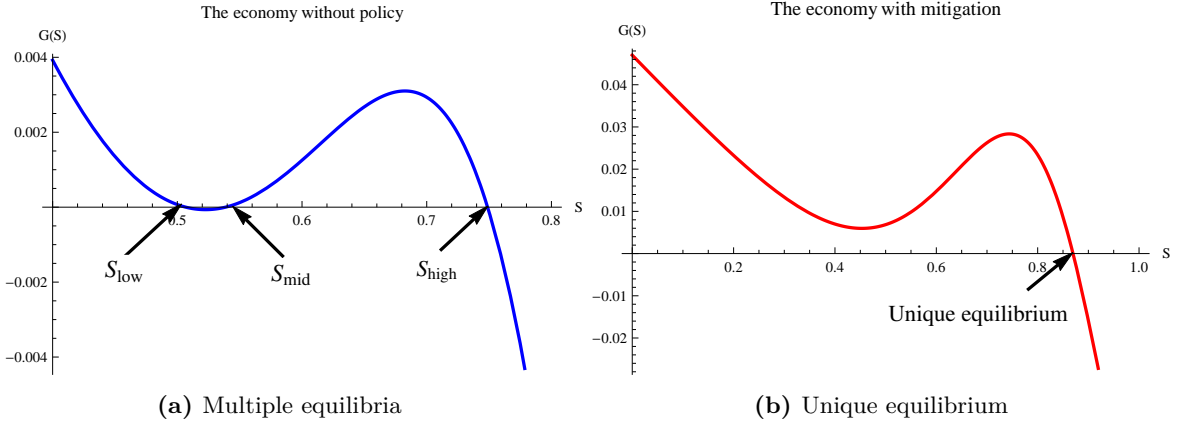 The economy without policy
G(S)
0.004
0.002
−0.002
−0.004
0.5
0.6
0.7
0.8
S
S_low
S_mid
S_high
(a) Multiple equilibria
The economy with mitigation
G(S)
0.04
0.03
0.02
0.01
−0.01
−0.02
0.2
0.4
0.6
0.8
1.0
S
Unique equilibrium
(b) Unique equilibrium